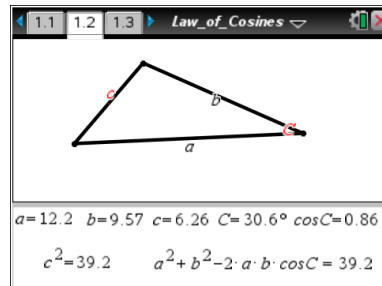 1.1 1.2 1.3 Law_of_Cosines
c
b
C
a
a=12.2 b=9.57 c=6.26 C=30.6° cosC=0.86
c²=39.2 a²+b²-2·a·b·cosC = 39.2